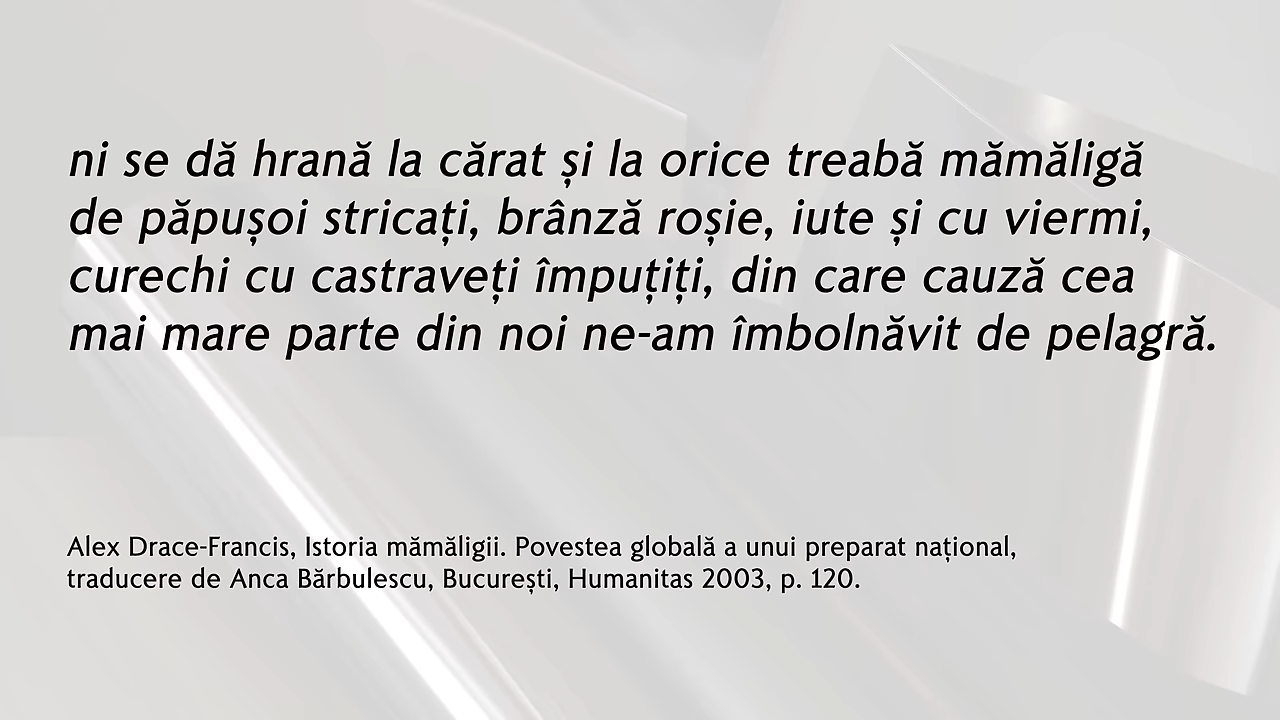 ni se dă hrană la cărat și la orice treabă mămăligă
de păpușoi stricați, brânză roșie, iute și cu viermi,
curechi cu castraveți împuțiți, din care cauză cea
mai mare parte din noi ne-am îmbolnăvit de pelagră.
Alex Drace-Francis, Istoria mămăligii. Povestea globală a unui preparat național,
traducere de Anca Bărbulescu, București, Humanitas 2003, p. 120.